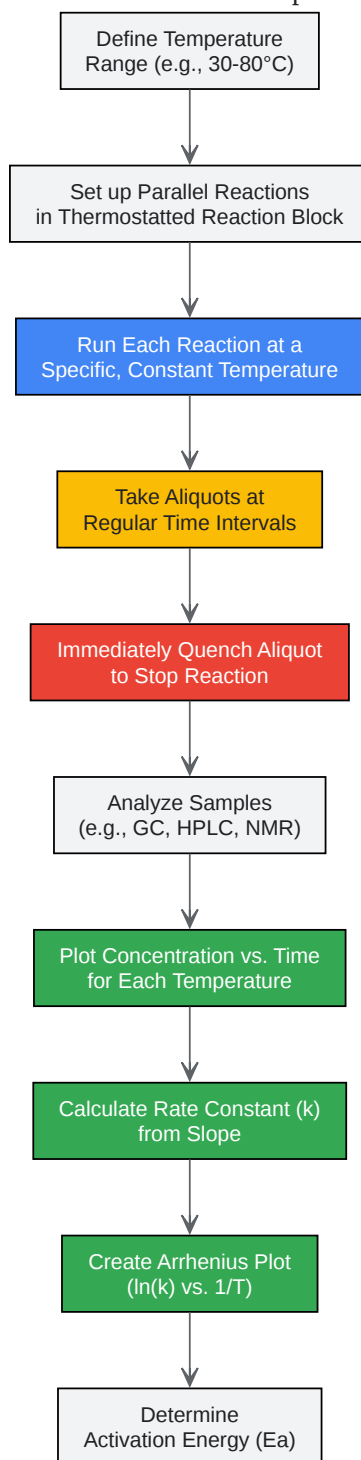 Define Temperature
Range (e.g., 30-80°C)
Set up Parallel Reactions
in Thermostatted Reaction Block
Run Each Reaction at a
Specific, Constant Temperature
Take Aliquots at
Regular Time Intervals
Immediately Quench Aliquot
to Stop Reaction
Analyze Samples
(e.g., GC, HPLC, NMR)
Plot Concentration vs. Time
for Each Temperature
Calculate Rate Constant (k)
from Slope
Create Arrhenius Plot
(ln(k) vs. 1/T)
Determine
Activation Energy (Ea)